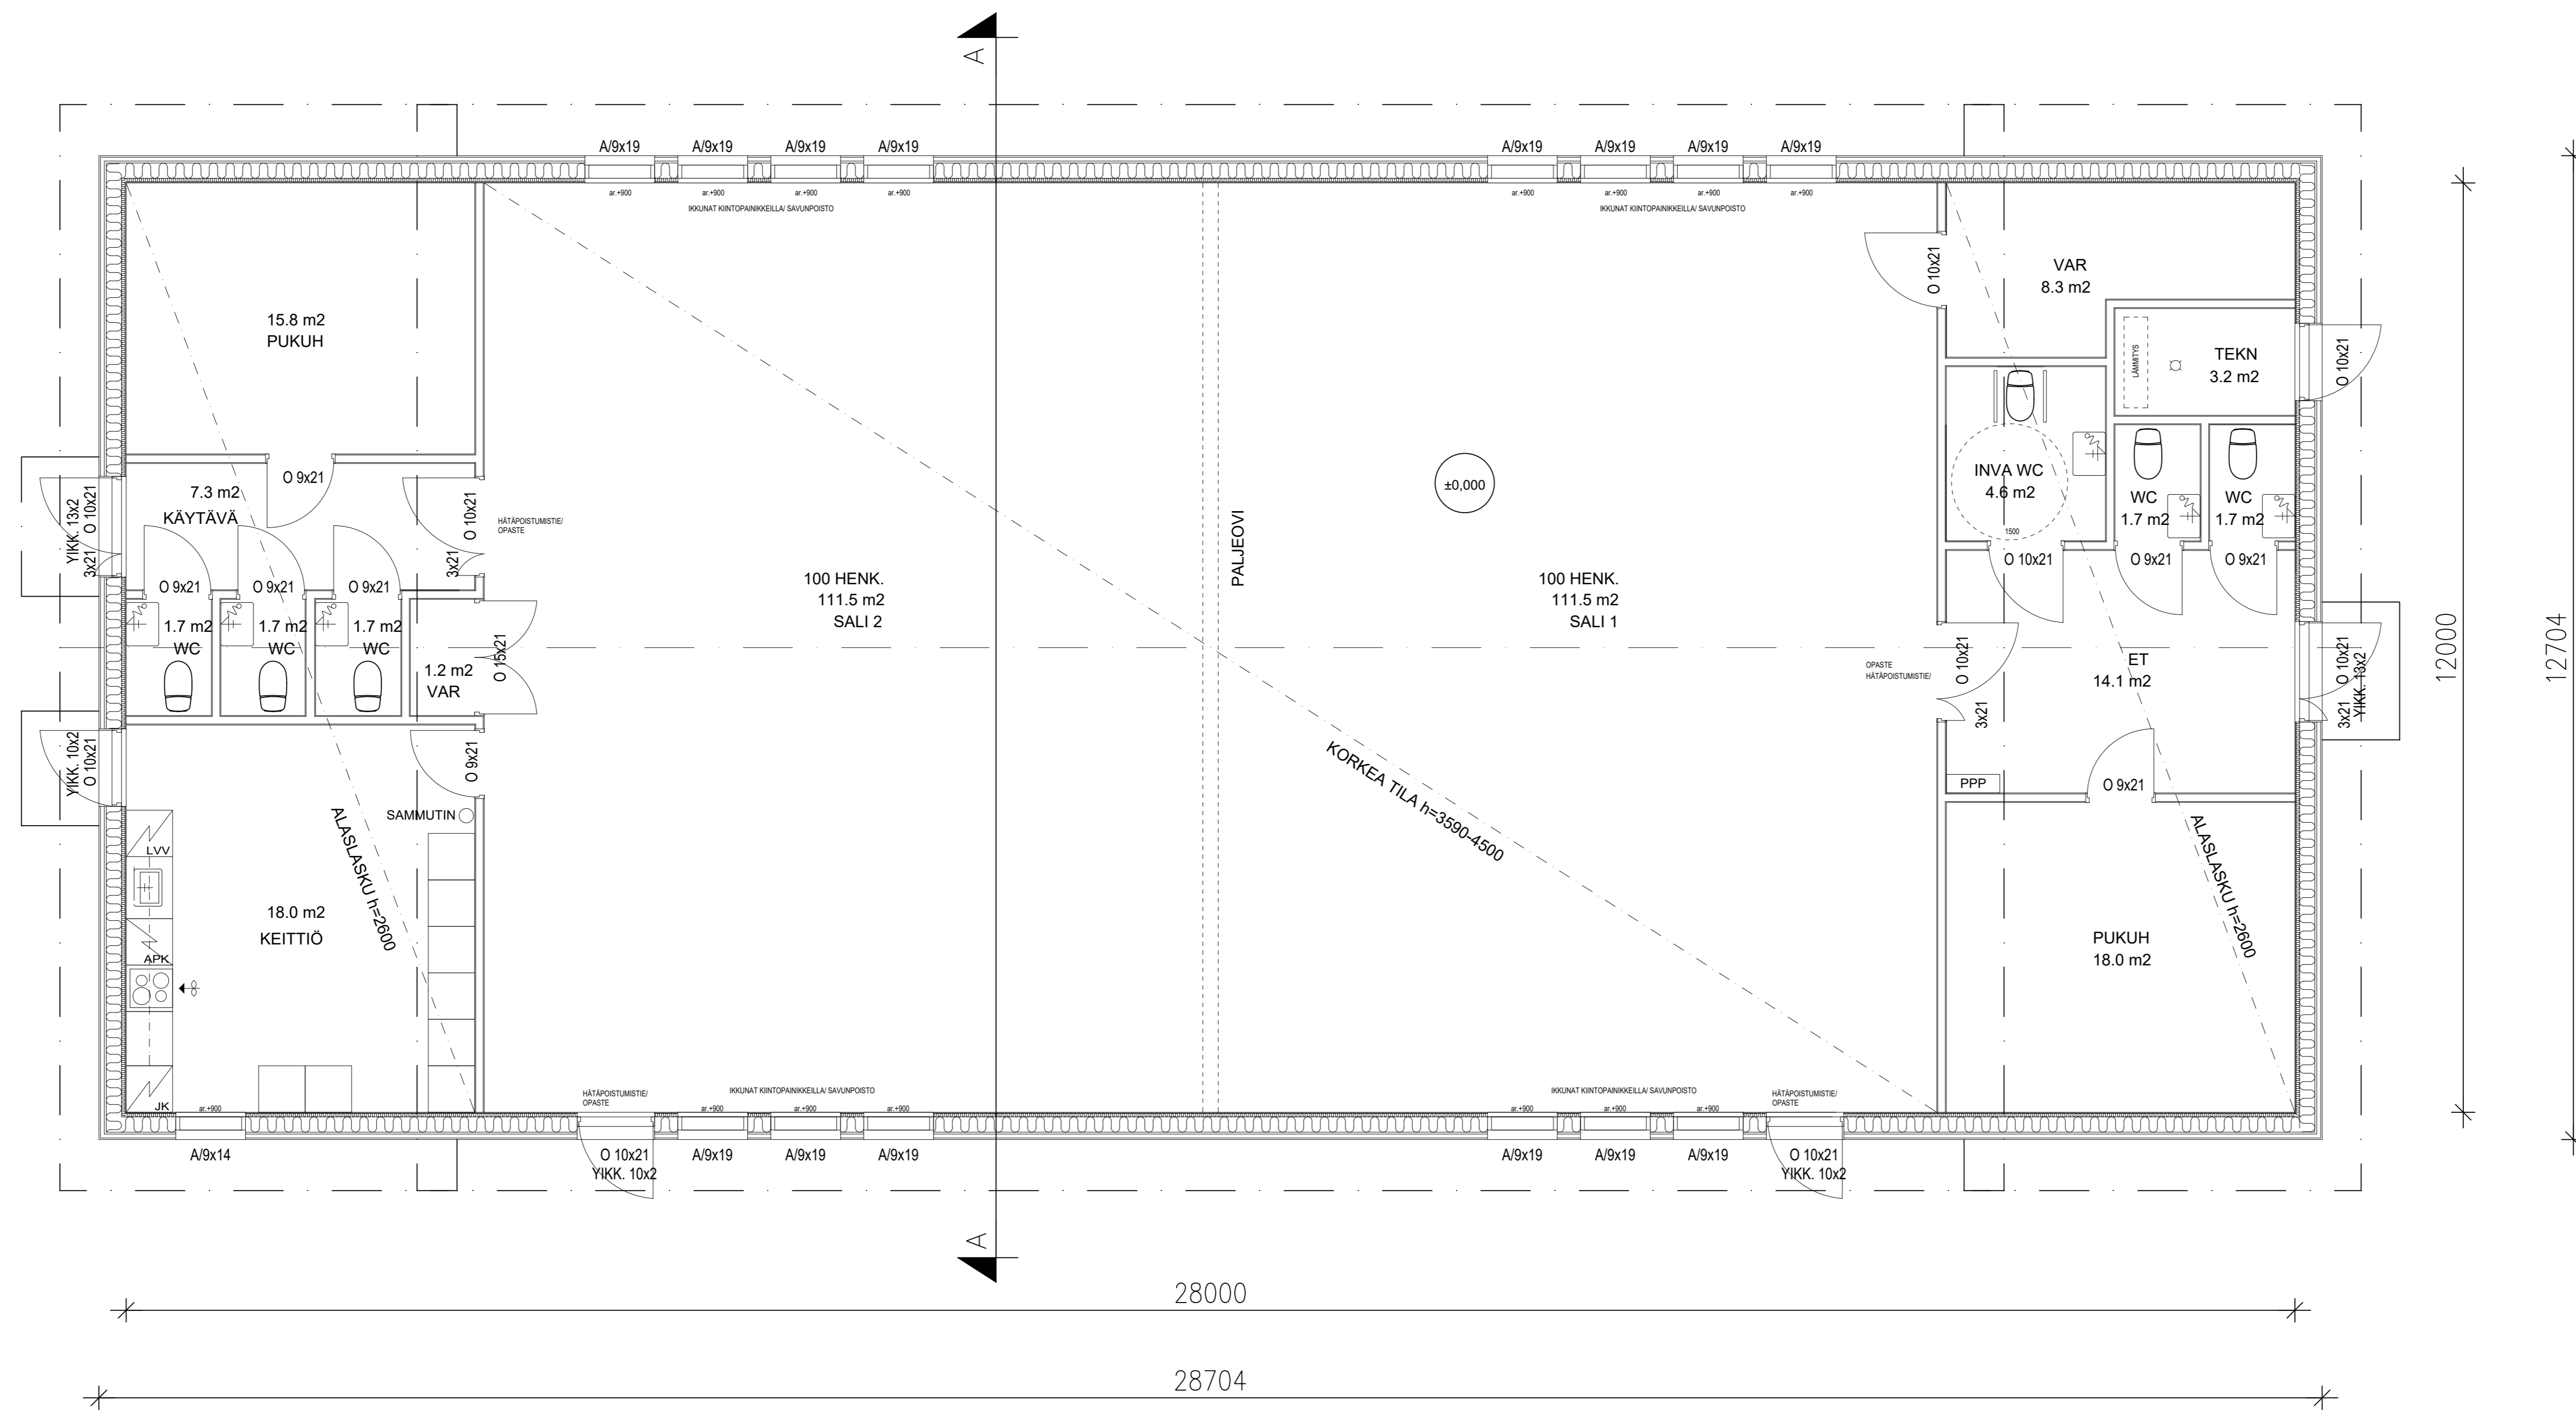 A
A/9x19
A/9x19
A/9x19
A/9x19
A/9x19
A/9x19
A/9x19
A/9x19
ar.+900
ar.+900
ar.+900
ar.+900
ar.+900
ar.+900
ar.+900
ar.+900
IKKUNAT KIINTOPAINIKKEILLA/ SAVUNPOISTO
IKKUNAT KIINTOPAINIKKEILLA/ SAVUNPOISTO
15.8 m2
PUKUH
O 9x21
7.3 m2
KÄYTÄVÄ
YIKK. 13x2
O 10x21
3x21
O 10x21
3x21
HÄTÄPOISTUMISTIE/
OPASTE
O 9x21
O 9x21
O 9x21
1.7 m2
WC
1.7 m2
WC
1.7 m2
WC
1.2 m2
VAR
O 15x21
YIKK. 10x2
O 10x21
O 9x21
SAMMUTIN
LVV
APK
JK
18.0 m2
KEITTIÖ
ALASLASKU h=2600
ar.+900
A/9x14
100 HENK.
111.5 m2
SALI 2
PALJEOVI
±0,000
100 HENK.
111.5 m2
SALI 1
KORKEA TILA h=3590-4500
O 10x21
VAR
8.3 m2
LÄMMITYS
TEKN
3.2 m2
O 10x21
INVA WC
4.6 m2
1500
WC
1.7 m2
WC
1.7 m2
O 10x21
O 9x21
O 9x21
OPASTE
HÄTÄPOISTUMISTIE/
O 10x21
3x21
ET
14.1 m2
O 10x21
3x21
YIKK. 13x2
PPP
O 9x21
ALASLASKU h=2600
PUKUH
18.0 m2
HÄTÄPOISTUMISTIE/
OPASTE
IKKUNAT KIINTOPAINIKKEILLA/ SAVUNPOISTO
ar.+900
ar.+900
ar.+900
IKKUNAT KIINTOPAINIKKEILLA/ SAVUNPOISTO
ar.+900
ar.+900
ar.+900
HÄTÄPOISTUMISTIE/
OPASTE
O 10x21
YIKK. 10x2
A/9x19
A/9x19
A/9x19
A/9x19
A/9x19
A/9x19
O 10x21
YIKK. 10x2
A
12000
12704
28000
28704